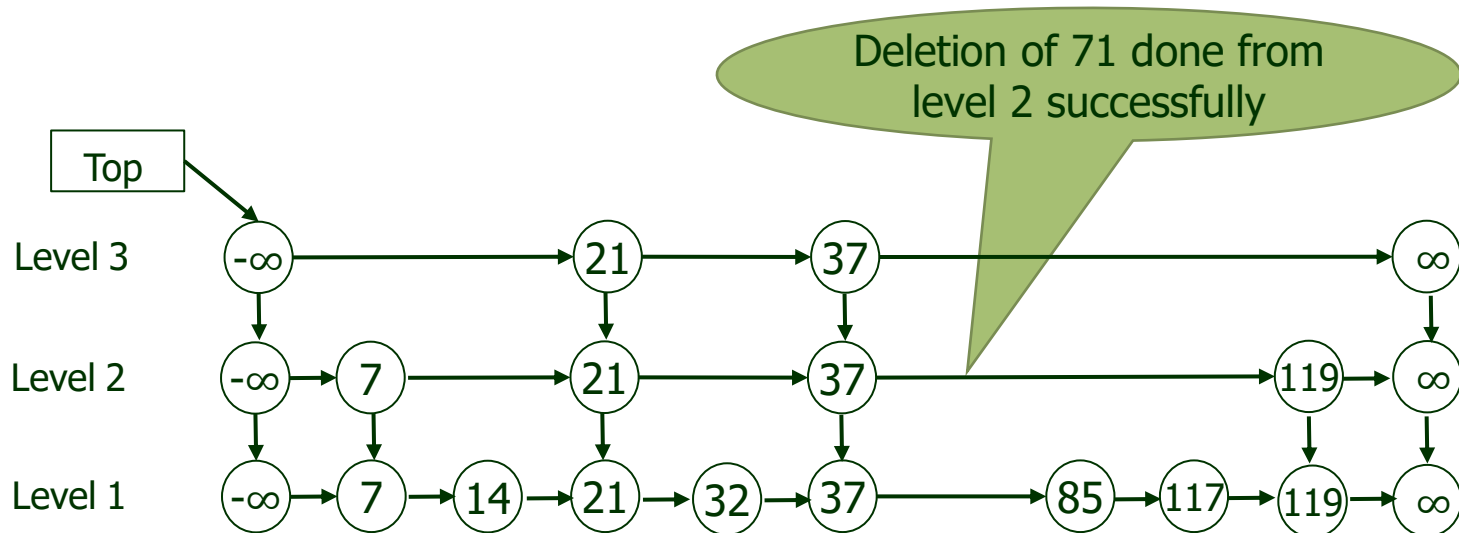 Deletion of 71 done from
level 2 successfully
Top
Level 3 -∞ 21 37 ∞
Level 2 -∞ 7 21 37 119 ∞
Level 1 -∞ 7 14 21 32 37 85 117 119 ∞